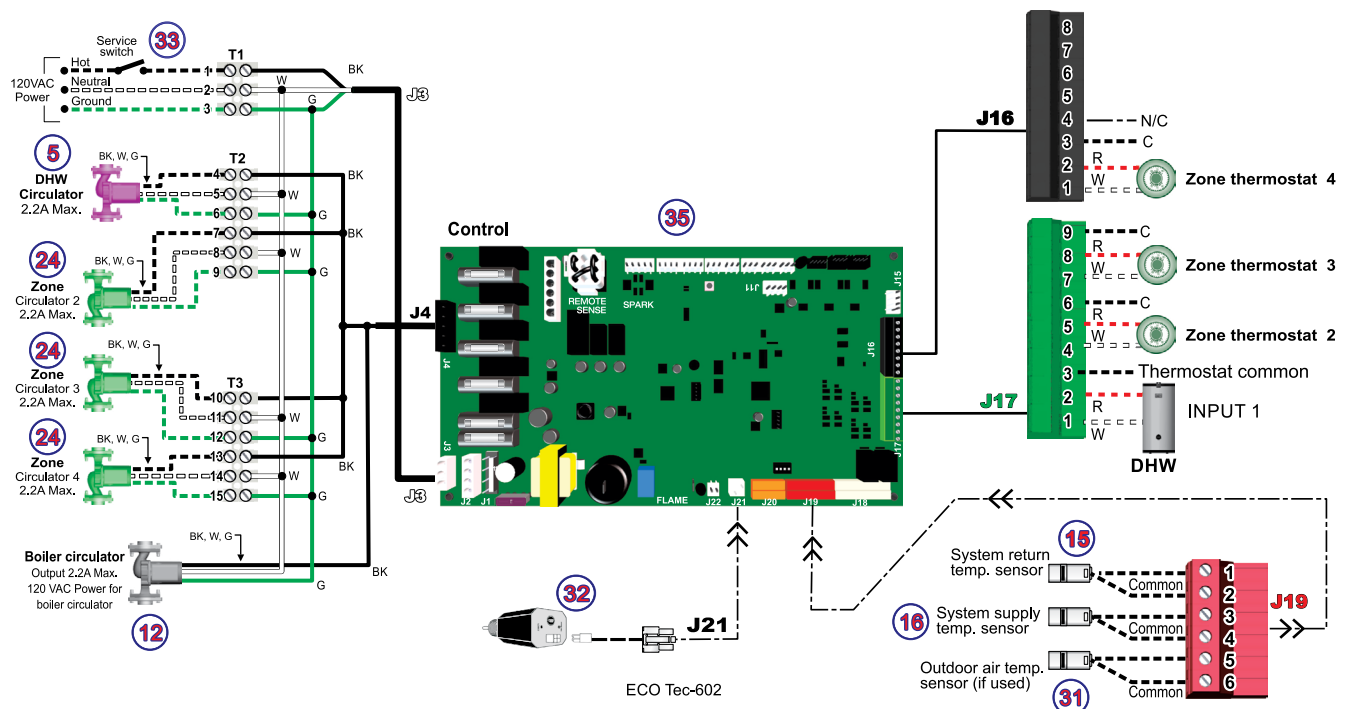 Service
switch
33
T1
Hot
120VAC
Power
Neutral
Ground
1
2
3
BK
W
G
J3
5
DHW
Circulator
2.2A Max.
BK, W, G
T2
4
5
6
7
8
9
BK
W
G
W
G
24
Zone
Circulator 2
2.2A Max.
BK, W, G
24
Zone
Circulator 3
2.2A Max.
BK, W, G
T3
10
11
12
13
14
15
W
G
W
G
BK
24
Zone
Circulator 4
2.2A Max.
BK, W, G
Boiler circulator
Output 2.2A Max.
120 VAC Power for
boiler circulator
BK, W, G
BK
G
12
J4
J3
Control
35
REMOTE
SENSE
SPARK
J11
J15
J16
J17
J4
J3
J2
J1
FLAME
J22
J21
J20
J19
J18
32
J21
ECO Tec-602
J16
8
7
6
5
4
3
2
1
N/C
C
R
W
Zone thermostat 4
J17
9
8
7
6
5
4
3
2
1
C
R
W
Zone thermostat 3
C
R
W
Zone thermostat 2
Thermostat common
R
W
INPUT 1
DHW
15
System return
temp. sensor
Common
16
System supply
temp. sensor
Common
Outdoor air temp.
sensor (if used)
Common
31
1
2
3
4
5
6
J19